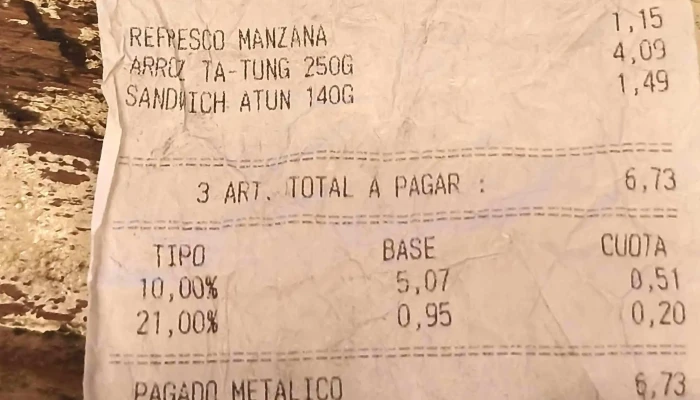 REFRESCO MANZANA 1,15
ARROZ TA-TUNG 250G 4,09
SANDWICH ATUN 140G 1,49
3 ART. TOTAL A PAGAR : 6,73
TIPO BASE CUOTA
10,00% 5,07 0,51
21,00% 0,95 0,20
PAGADO METALICO 6,73